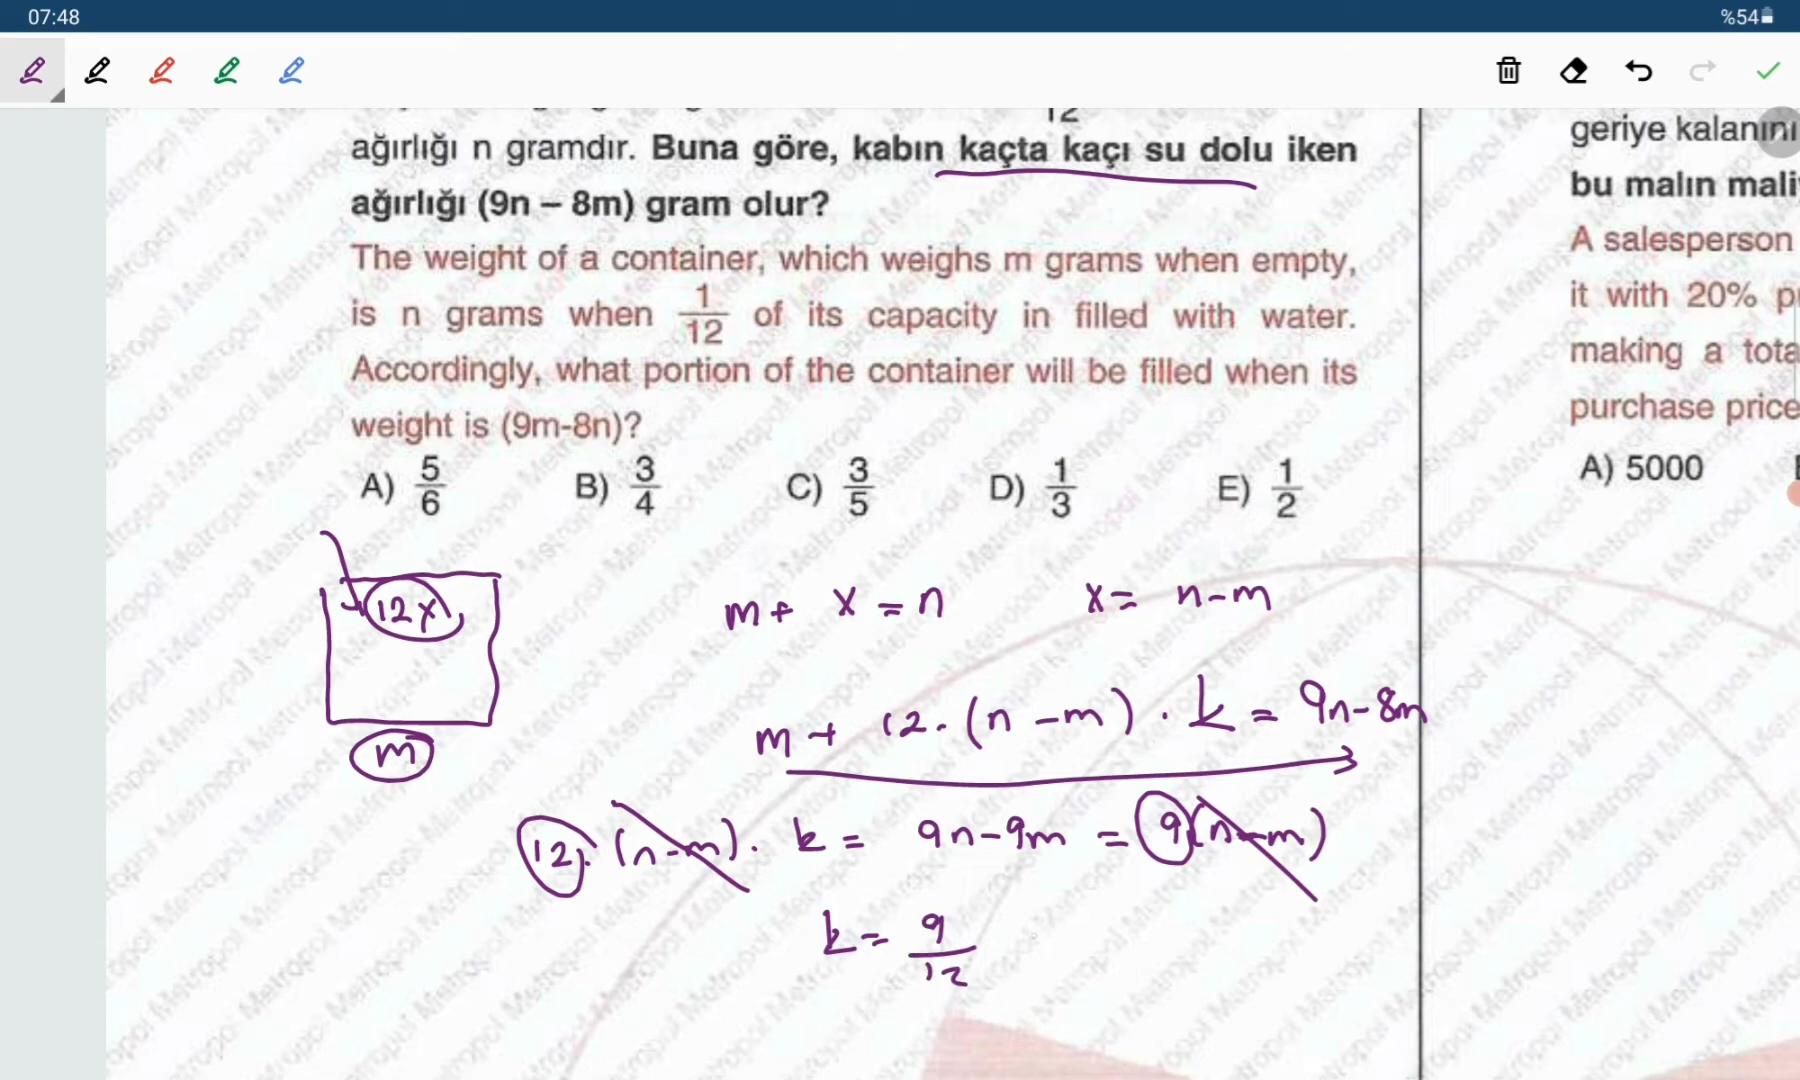 07:48
%54
12
ağırlığı n gramdır. Buna göre, kabın kaçta kaçı su dolu iken
ağırlığı (9n – 8m) gram olur?
The weight of a container, which weighs m grams when empty,
is n grams when 1/12 of its capacity in filled with water.
Accordingly, what portion of the container will be filled when its
weight is (9m-8n)?
A) 5/6 B) 3/4 C) 3/5 D) 1/3 E) 1/2
12x
m
m + x = n x = n - m
m + 12 . (n - m) . k = 9n - 8m
12 . (n - m) . k = 9n - 9m = 9(n - m)
k = 9/12
geriye kalanını
bu malın mali
A salesperson
it with 20% p
making a tota
purchase price
A) 5000
Metropol Metropol Metropol